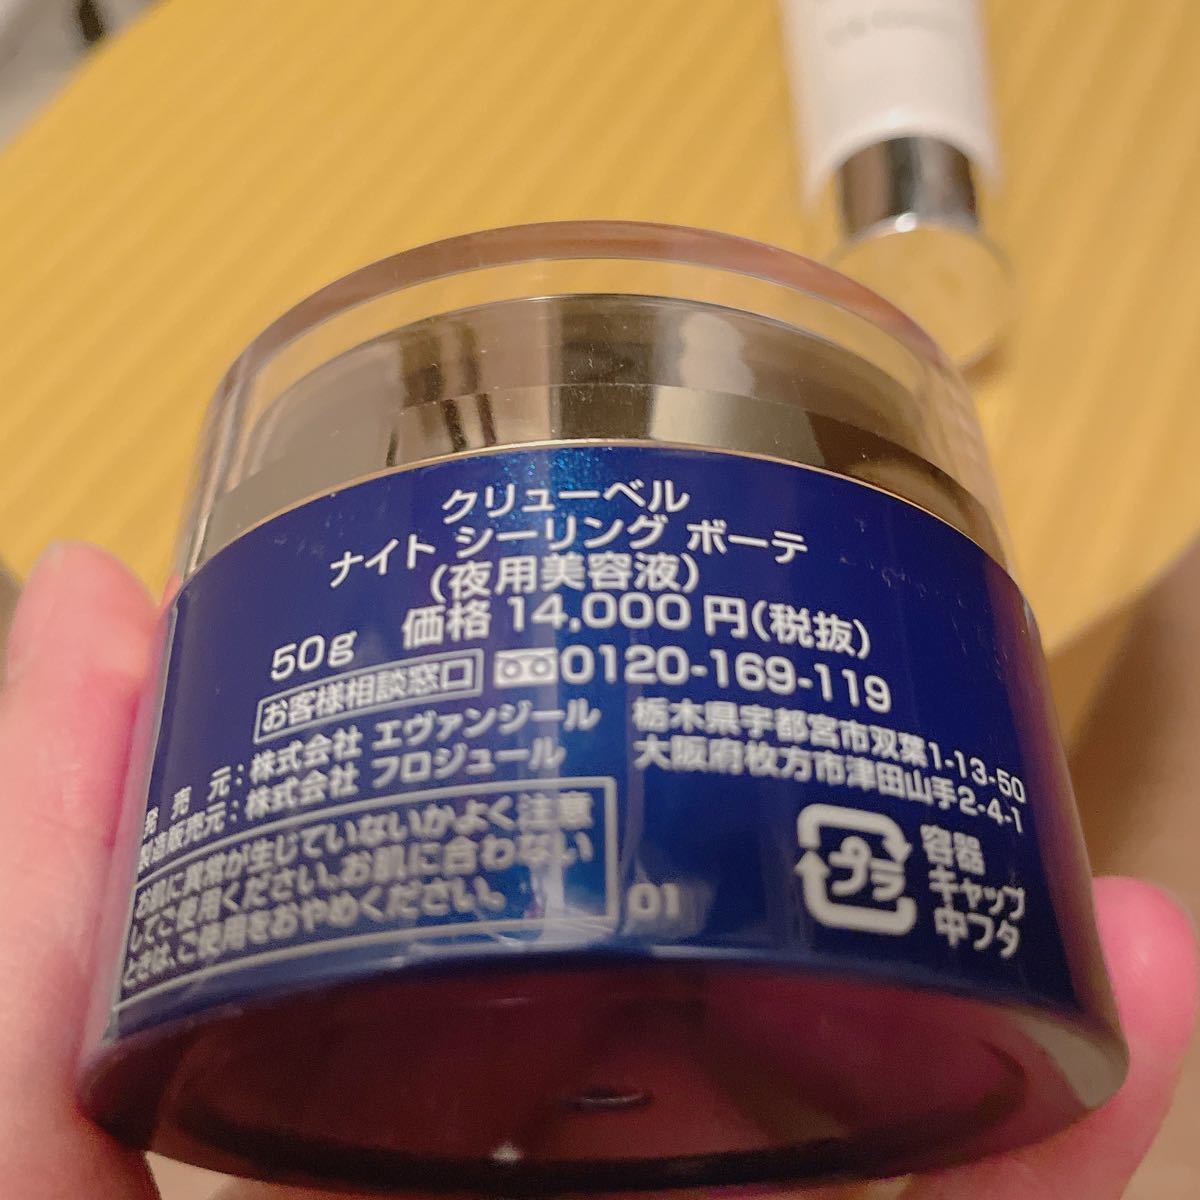 クリューベル
ナイト シーリング ボーテ
(夜用美容液)
50g 価格 14,000 円(税抜)
お客様相談窓口 0120-169-119
発売元:株式会社 エヴァンジール 栃木県宇都宮市双葉1-13-50
製造販売元:株式会社 フロジュール 大阪府枚方市津田山手2-4-1
お肌に異常が生じていないかよく注意
してご使用ください。お肌に合わない
ときは、ご使用をおやめください。
01
プラ
容器
キャップ
中フタ